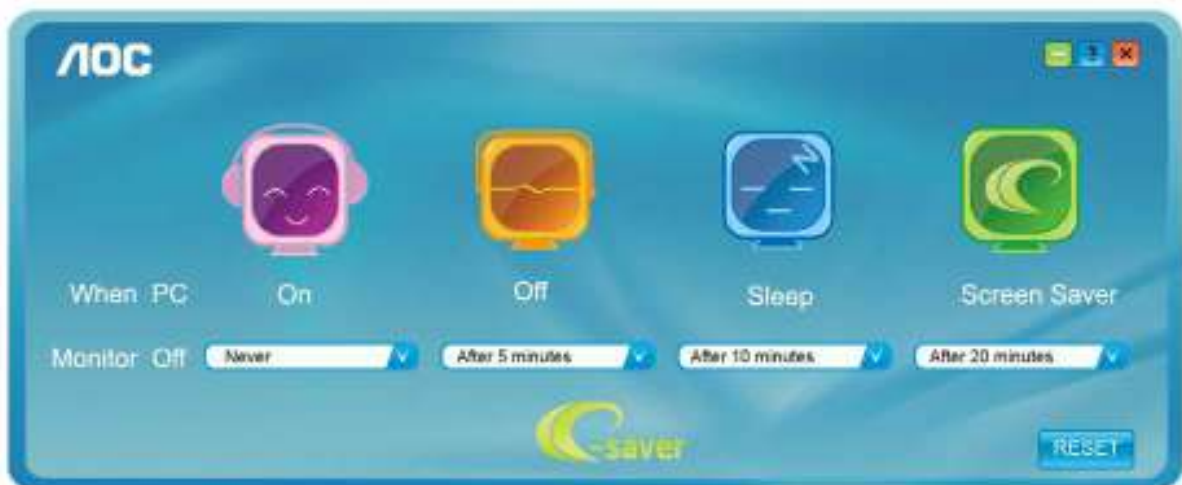 AOC
?
When PC On Off Sleep Screen Saver
Monitor Off Never After 5 minutes After 10 minutes After 20 minutes
e-saver
RESET